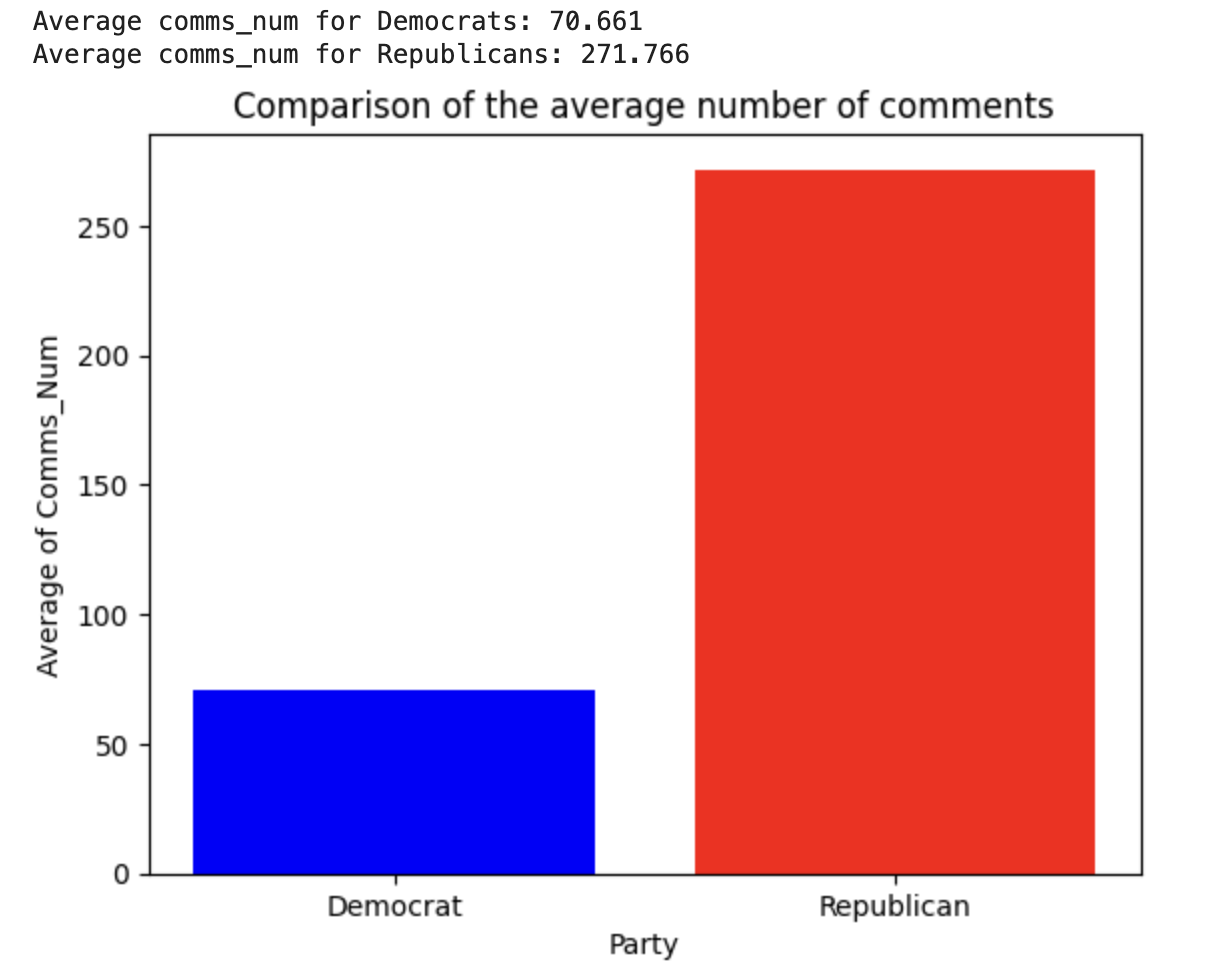 Average comms_num for Democrats: 70.661
Average comms_num for Republicans: 271.766
Comparison of the average number of comments
Average of Comms_Num
250
200
150
100
50
0
Democrat
Republican
Party